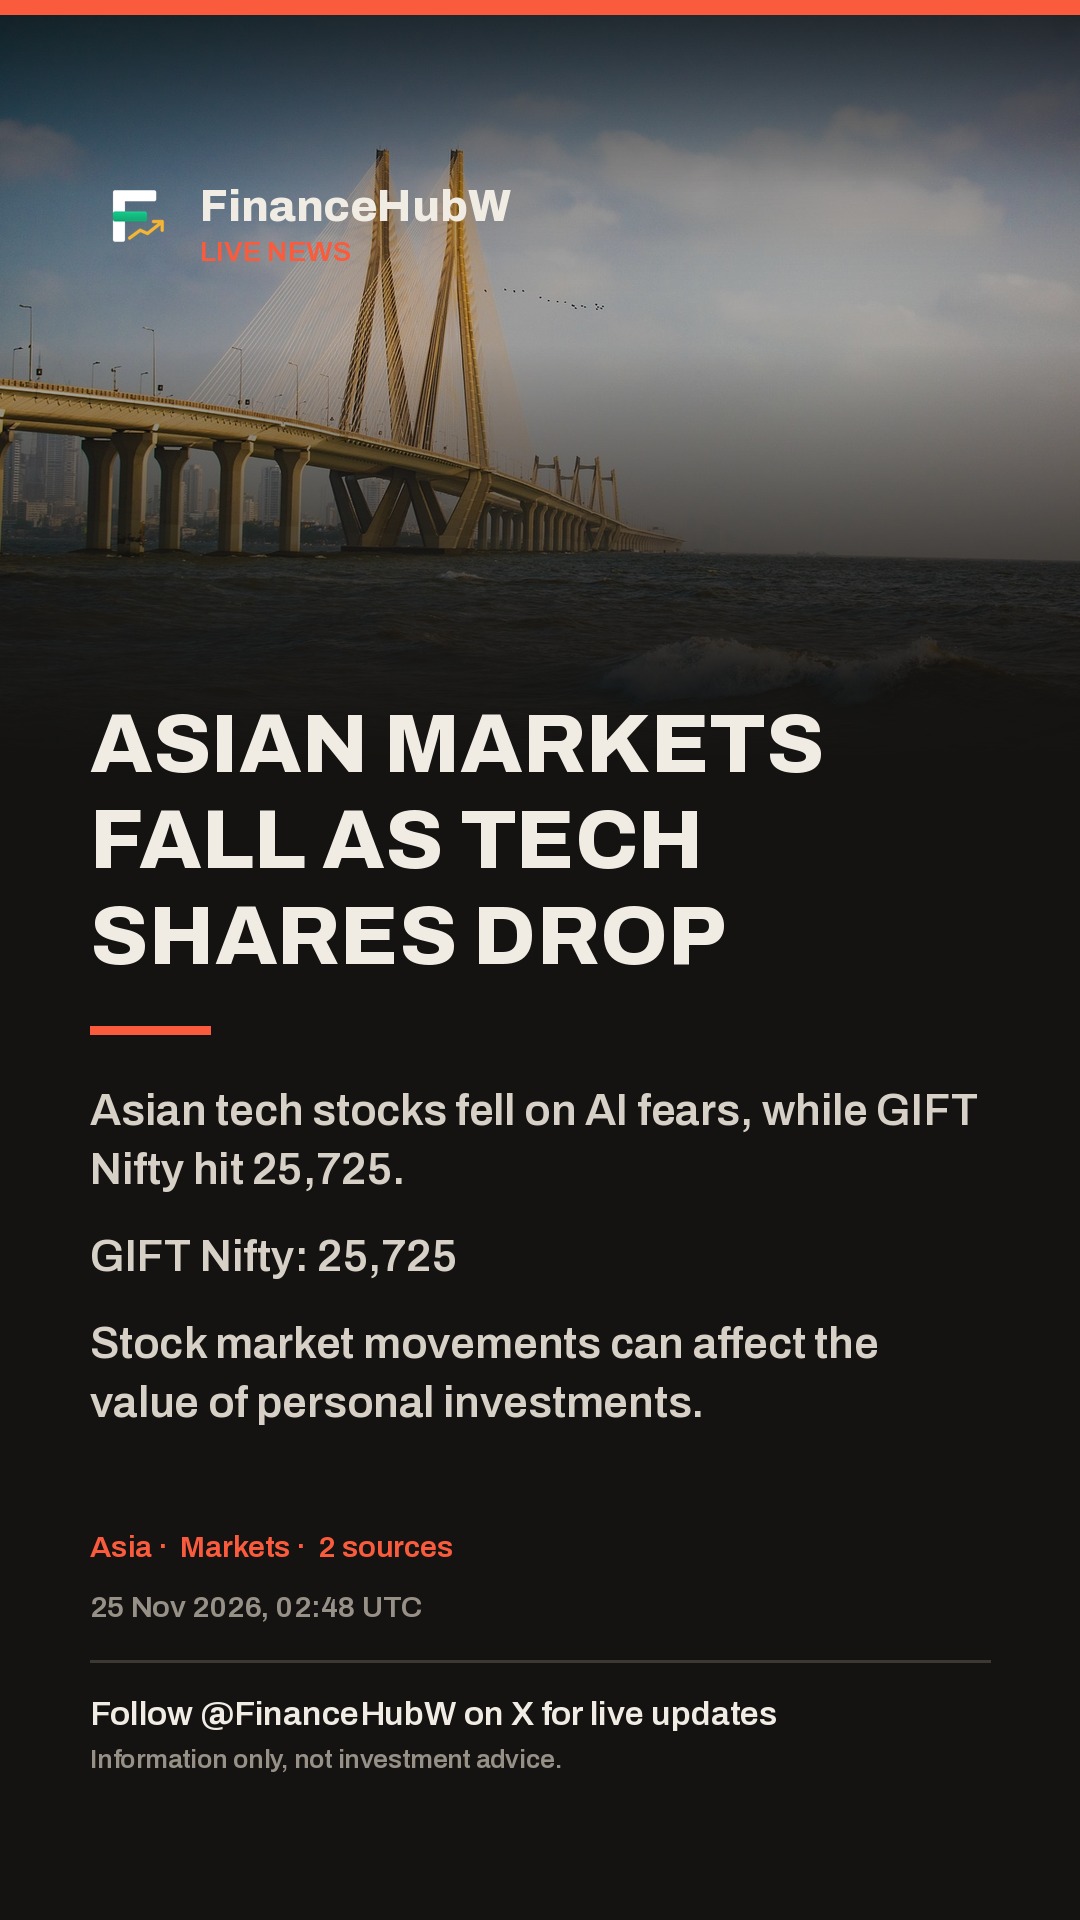 FinanceHubW
LIVE NEWS
ASIAN MARKETS
FALL AS TECH
SHARES DROP
Asian tech stocks fell on AI fears, while GIFT
Nifty hit 25,725.
GIFT Nifty: 25,725
Stock market movements can affect the
value of personal investments.
Asia · Markets · 2 sources
25 Nov 2026, 02:48 UTC
Follow @FinanceHubW on X for live updates
Information only, not investment advice.